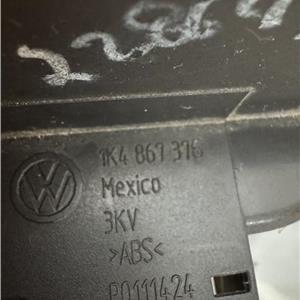 1K4 867 376
Mexico
3KV
>ABS<
P0111424